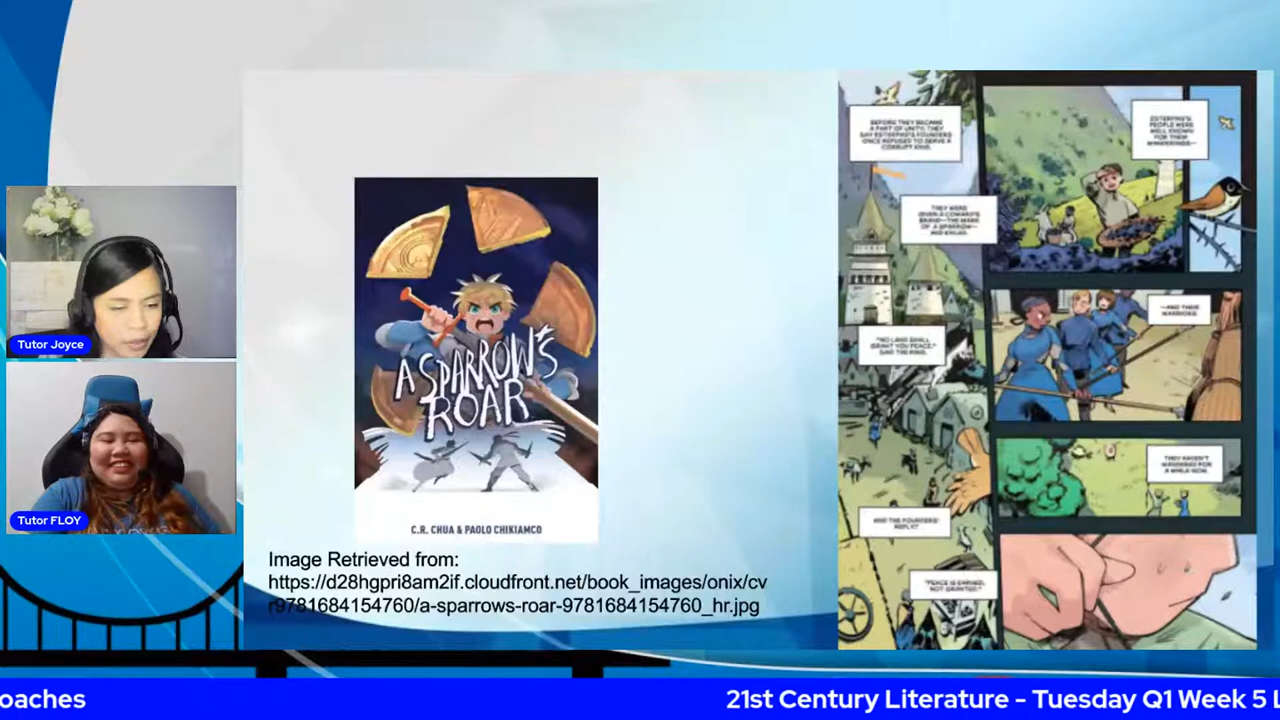 Tutor Joyce
Tutor FLOY
A SPARROW'S
ROAR
C.R. CHUA & PAOLO CHIKIAMCO
Image Retrieved from:
https://d28hgpri8am2if.cloudfront.net/book_images/onix/cv
r9781684154760/a-sparrows-roar-9781684154760_hr.jpg
BEFORE THEY BECAME
A PART OF UNITY, THEY
SAY ESTERPIKE'S FOUNDERS
ONCE REFUSED TO SERVE A
CORRUPT KING.
THEY WERE
GIVEN A COWARD'S
BRAND—THE MARK
OF A SPARROW—
AND EXILED.
"NO LAND SHALL
GRANT YOU PEACE,"
SAID THE KING.
AND THE FOUNDERS'
REPLY?
"PEACE IS EARNED,
NOT GRANTED."
ESTERPIKE'S
PEOPLE WERE
WELL KNOWN
FOR THEIR
WANDERINGS—
—AND THEIR
WARRIORS.
THEY HAVEN'T
WANDERED FOR
A WHILE NOW.
oaches
21st Century Literature - Tuesday Q1 Week 5 L